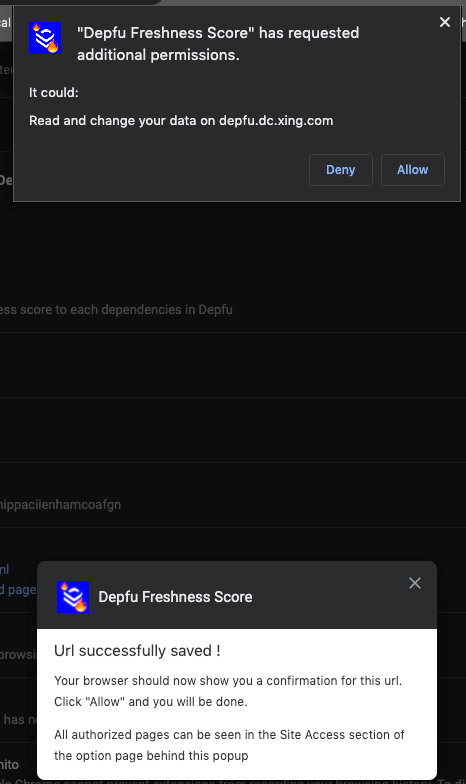 cal
"Depfu Freshness Score" has requested
additional permissions.
It could:
Read and change your data on depfu.dc.xing.com
Deny
Allow
De
ess score to each dependencies in Depfu
nippaciienhamcoafgn
ml
d page
Depfu Freshness Score
Url successfully saved !
Your browser should now show you a confirmation for this url.
Click "Allow" and you will be done.
All authorized pages can be seen in the Site Access section of
the option page behind this popup
browsi
has no
nito